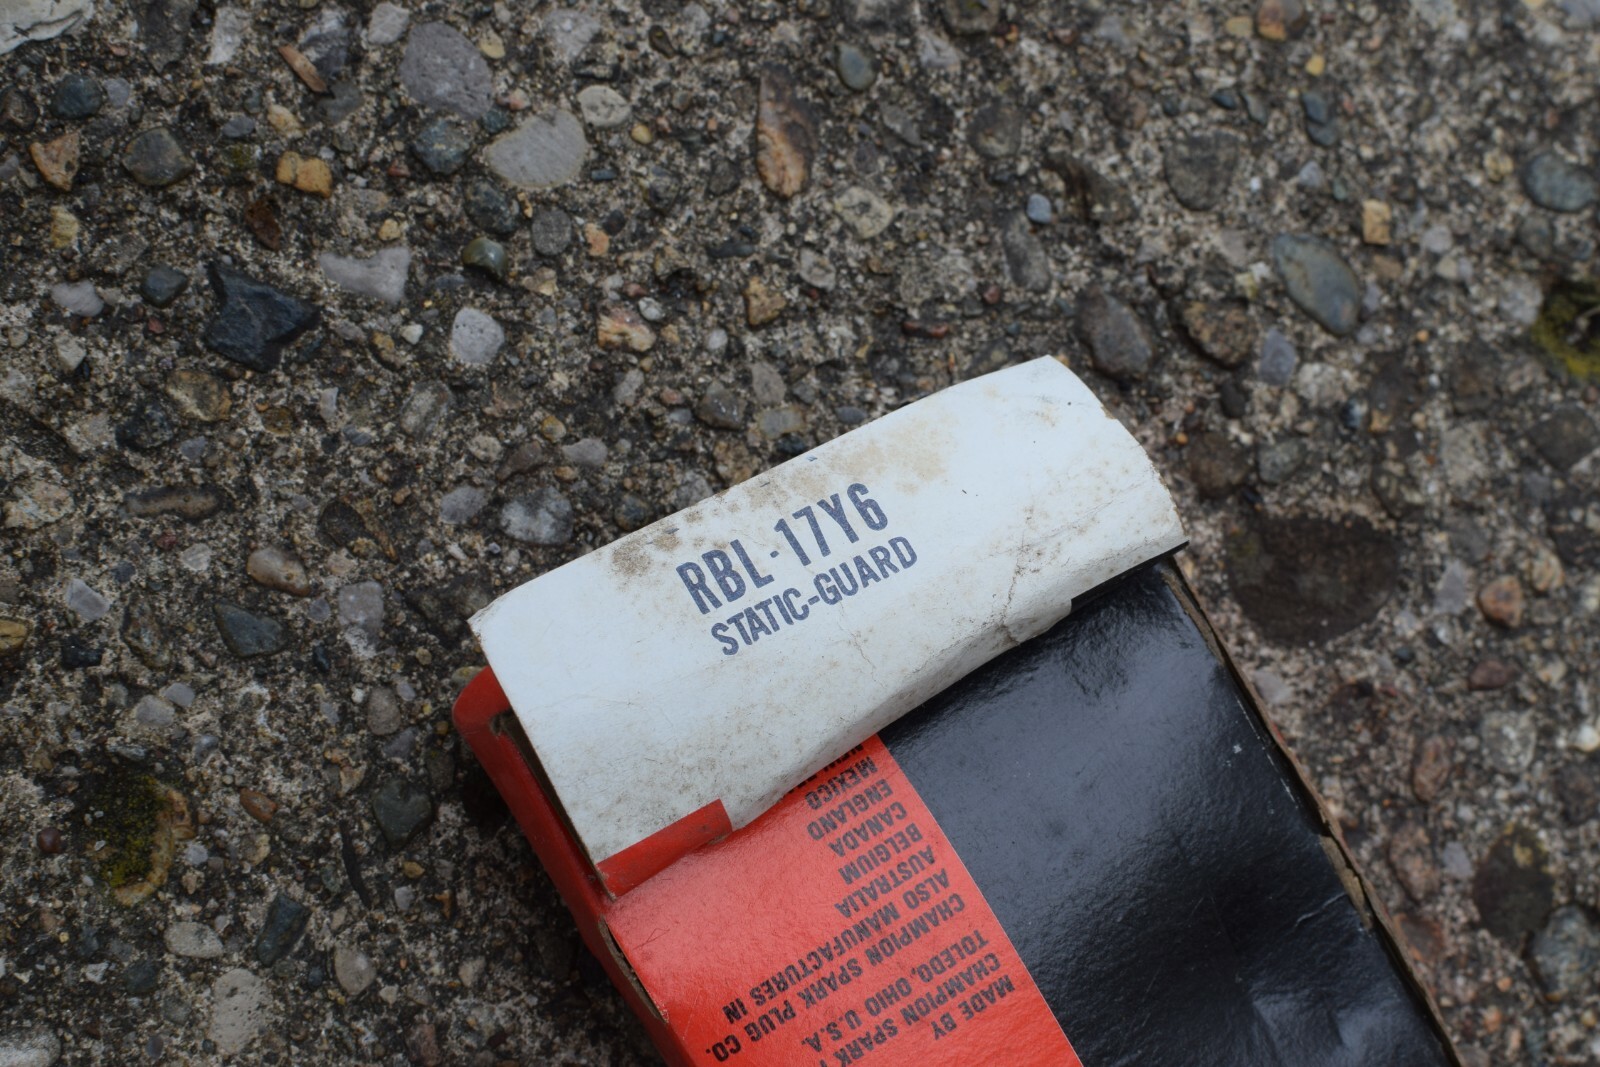 RBL-17Y6
STATIC-GUARD
MADE BY
CHAMPION SPARK
TOLEDO, OHIO U.S.A.
CHAMPION SPARK PLUG CO.
ALSO MANUFACTURES IN
AUSTRALIA
BELGIUM
CANADA
ENGLAND
MEXICO